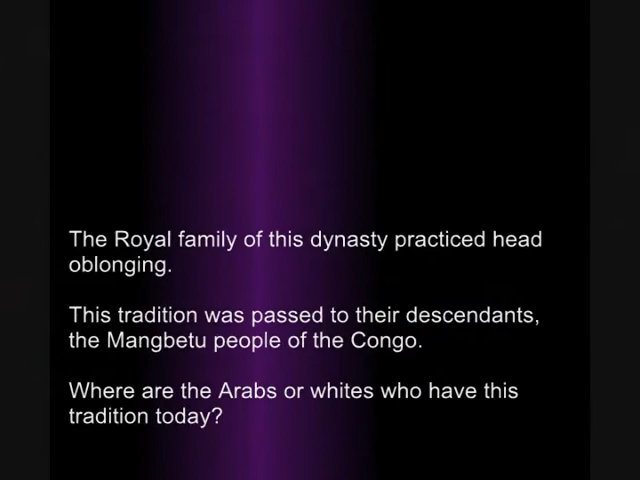 The Royal family of this dynasty practiced head
oblonging.
This tradition was passed to their descendants,
the Mangbetu people of the Congo.
Where are the Arabs or whites who have this
tradition today?